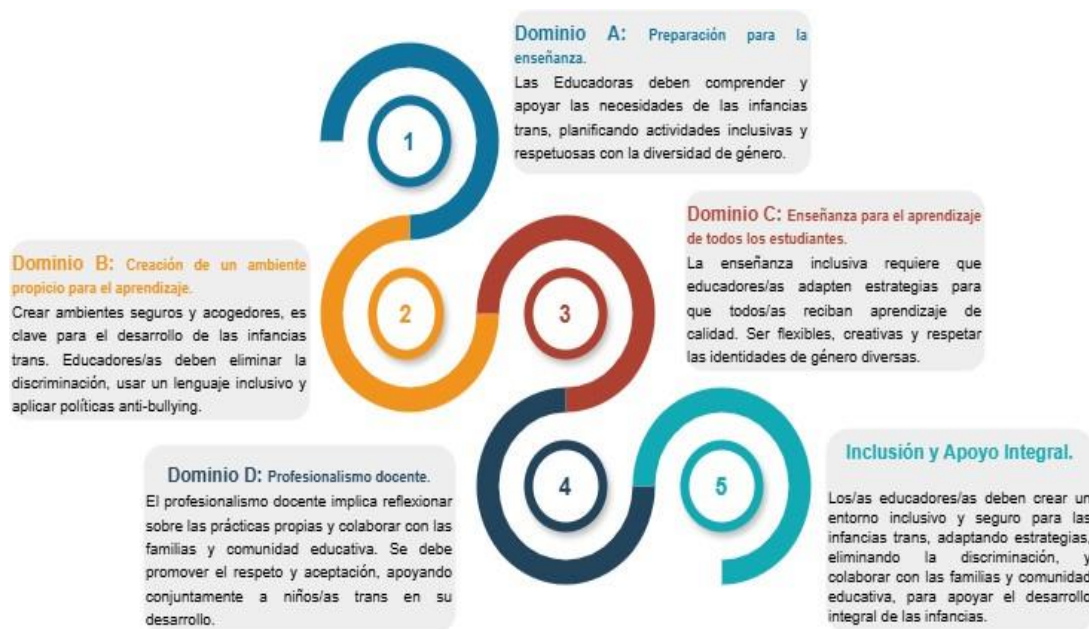 Dominio A: Preparación para la
enseñanza.
Las Educadoras deben comprender y
apoyar las necesidades de las infancias
trans, planificando actividades inclusivas y
respetuosas con la diversidad de género.
1
Dominio B: Creación de un ambiente
propicio para el aprendizaje.
Crear ambientes seguros y acogedores, es
clave para el desarrollo de las infancias
trans. Educadores/as deben eliminar la
discriminación, usar un lenguaje inclusivo y
aplicar políticas anti-bullying.
2
3
Dominio C: Enseñanza para el aprendizaje
de todos los estudiantes.
La enseñanza inclusiva requiere que
educadores/as adapten estrategias para
que todos/as reciban aprendizaje de
calidad. Ser flexibles, creativas y respetar
las identidades de género diversas.
Dominio D: Profesionalismo docente.
El profesionalismo docente implica reflexionar
sobre las prácticas propias y colaborar con las
familias y comunidad educativa. Se debe
promover el respeto y aceptación, apoyando
conjuntamente a niños/as trans en su
desarrollo.
4
5
Inclusión y Apoyo Integral.
Los/as educadores/as deben crear un
entorno inclusivo y seguro para las
infancias trans, adaptando estrategias,
eliminando la discriminación, y
colaborar con las familias y comunidad
educativa, para apoyar el desarrollo
integral de las infancias.